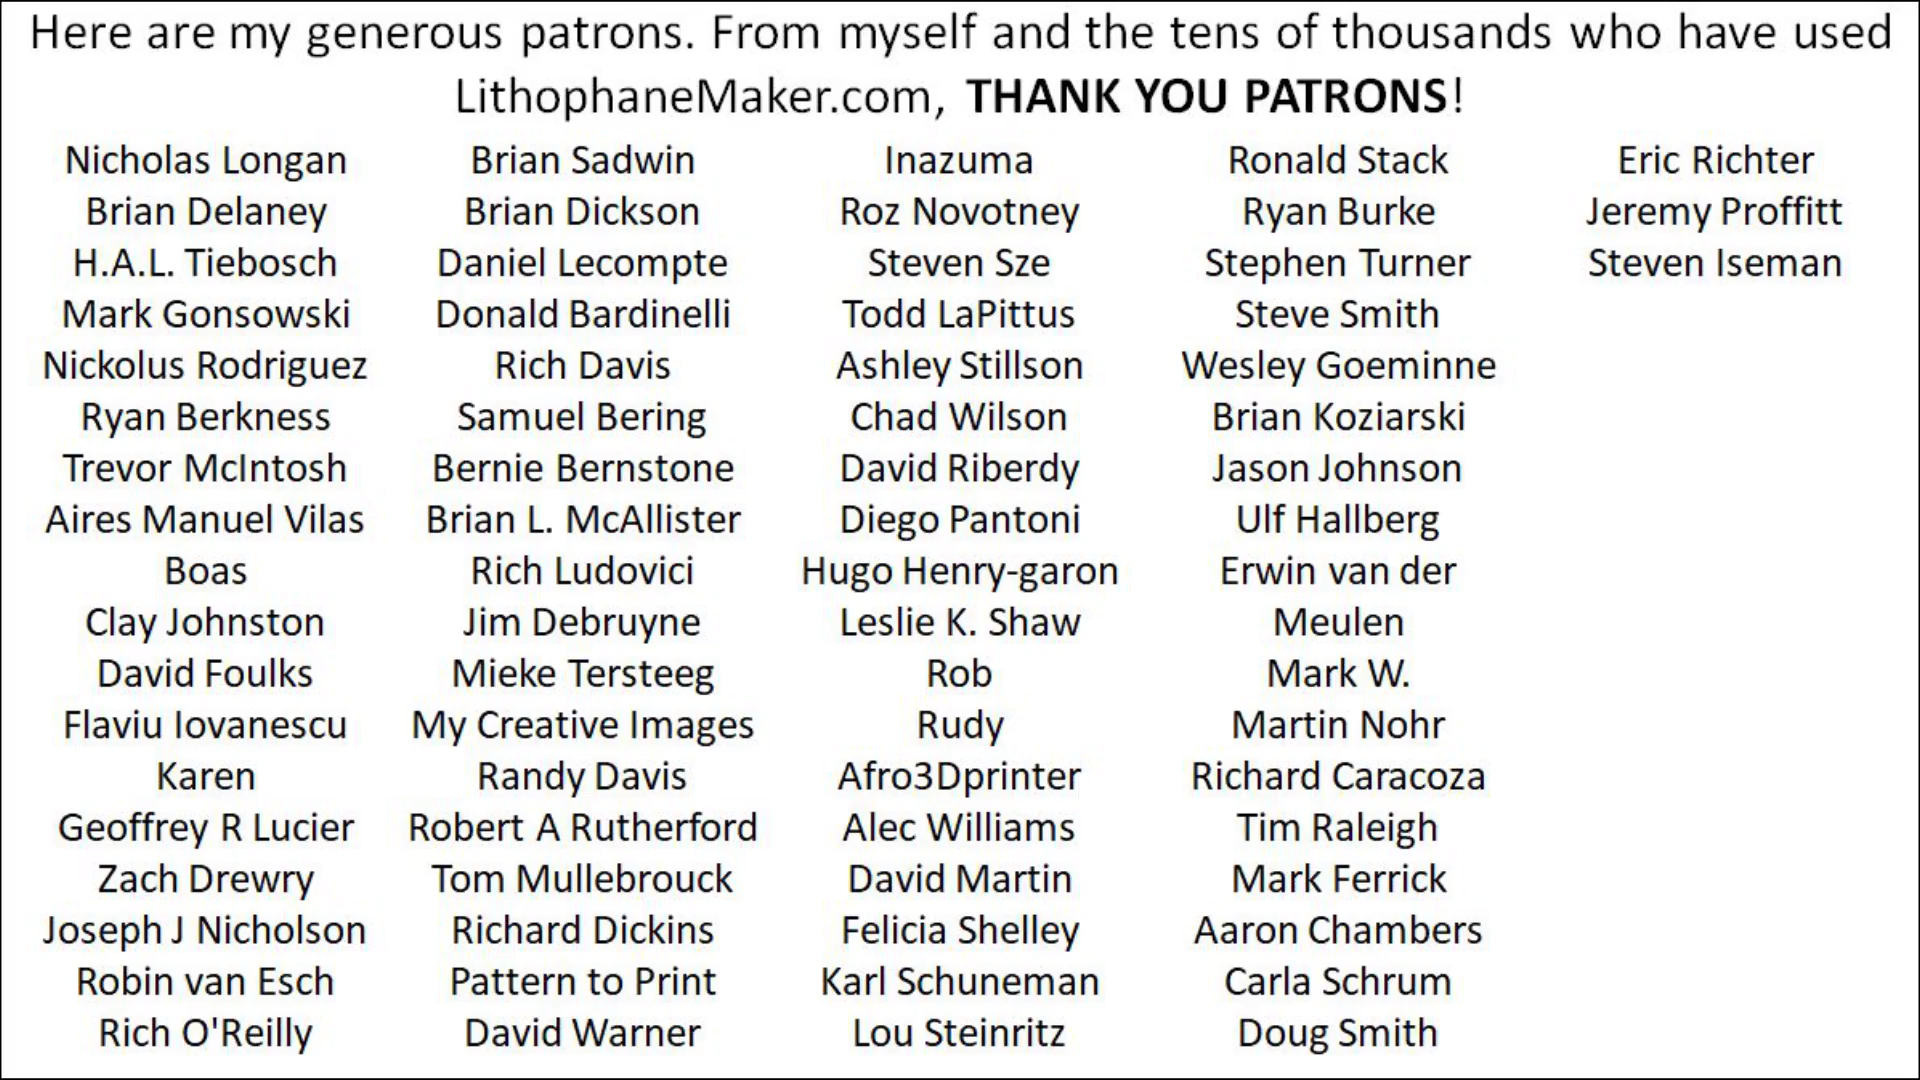 Here are my generous patrons. From myself and the tens of thousands who have used
LithophaneMaker.com, THANK YOU PATRONS!
Nicholas Longan
Brian Delaney
H.A.L. Tiebosch
Mark Gonsowski
Nickolus Rodriguez
Ryan Berkness
Trevor McIntosh
Aires Manuel Vilas
Boas
Clay Johnston
David Foulks
Flaviu Iovanescu
Karen
Geoffrey R Lucier
Zach Drewry
Joseph J Nicholson
Robin van Esch
Rich O'Reilly
Brian Sadwin
Brian Dickson
Daniel Lecompte
Donald Bardinelli
Rich Davis
Samuel Bering
Bernie Bernstone
Brian L. McAllister
Rich Ludovici
Jim Debruyne
Mieke Tersteeg
My Creative Images
Randy Davis
Robert A Rutherford
Tom Mullebrouck
Richard Dickins
Pattern to Print
David Warner
Inazuma
Roz Novotney
Steven Sze
Todd LaPittus
Ashley Stillson
Chad Wilson
David Riberdy
Diego Pantoni
Hugo Henry-garon
Leslie K. Shaw
Rob
Rudy
Afro3Dprinter
Alec Williams
David Martin
Felicia Shelley
Karl Schuneman
Lou Steinritz
Ronald Stack
Ryan Burke
Stephen Turner
Steve Smith
Wesley Goeminne
Brian Koziarski
Jason Johnson
Ulf Hallberg
Erwin van der
Meulen
Mark W.
Martin Nohr
Richard Caracoza
Tim Raleigh
Mark Ferrick
Aaron Chambers
Carla Schrum
Doug Smith
Eric Richter
Jeremy Proffitt
Steven Iseman